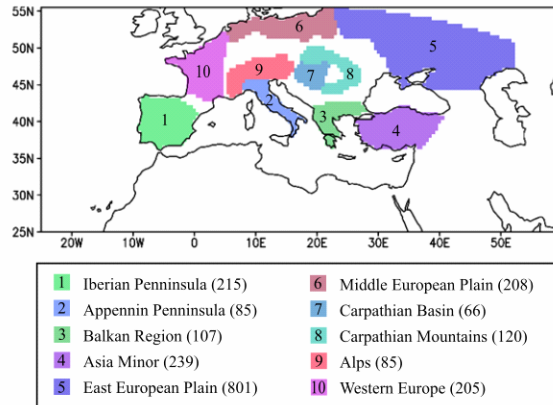 55N
50N
45N
40N
35N
30N
25N
20W 10W 0 10E 20E 30E 40E 50E
1
2
3
4
5
6
7
8
9
10
1 Iberian Penninsula (215)
2 Appennin Penninsula (85)
3 Balkan Region (107)
4 Asia Minor (239)
5 East European Plain (801)
6 Middle European Plain (208)
7 Carpathian Basin (66)
8 Carpathian Mountains (120)
9 Alps (85)
10 Western Europe (205)